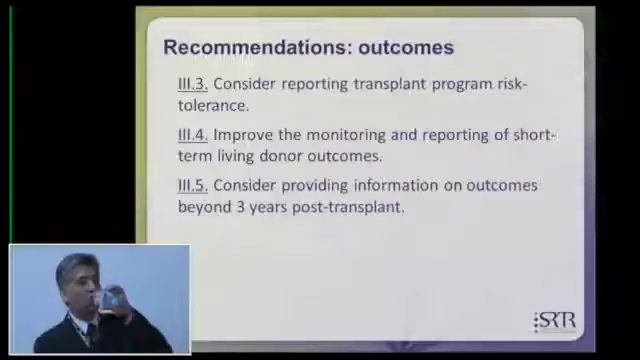 Recommendations: outcomes
III.3. Consider reporting transplant program risk-
tolerance.
III.4. Improve the monitoring and reporting of short-
term living donor outcomes.
III.5. Consider providing information on outcomes
beyond 3 years post-transplant.
SRTR